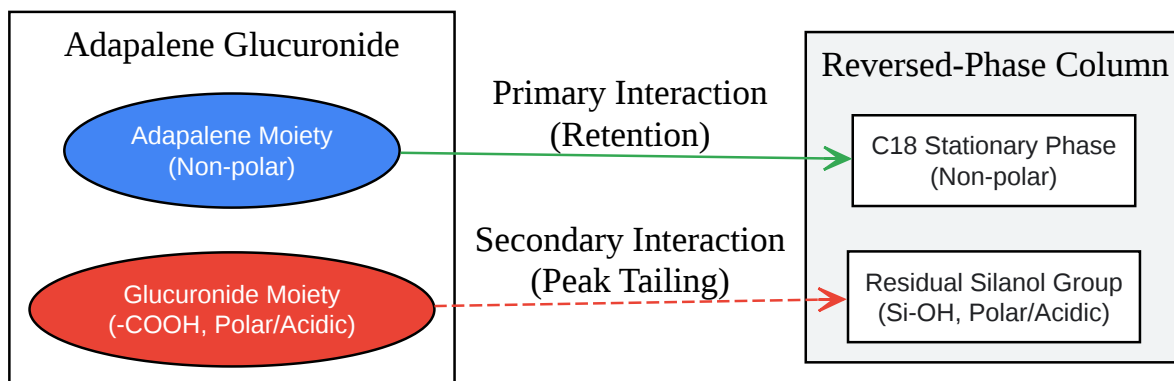 Adapalene Glucuronide
Adapalene Moiety
(Non-polar)
Glucuronide Moiety
(-COOH, Polar/Acidic)
Primary Interaction
(Retention)
Secondary Interaction
(Peak Tailing)
Reversed-Phase Column
C18 Stationary Phase
(Non-polar)
Residual Silanol Group
(Si-OH, Polar/Acidic)